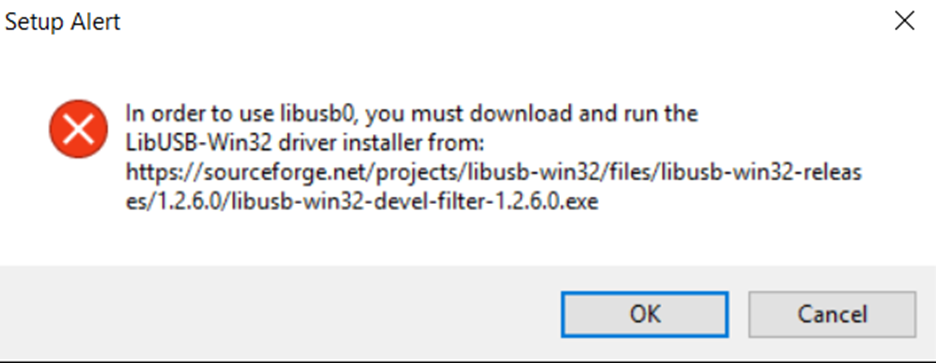 Setup Alert
In order to use libusb0, you must download and run the
LibUSB-Win32 driver installer from:
https://sourceforge.net/projects/libusb-win32/files/libusb-win32-releas
es/1.2.6.0/libusb-win32-devel-filter-1.2.6.0.exe
OK
Cancel